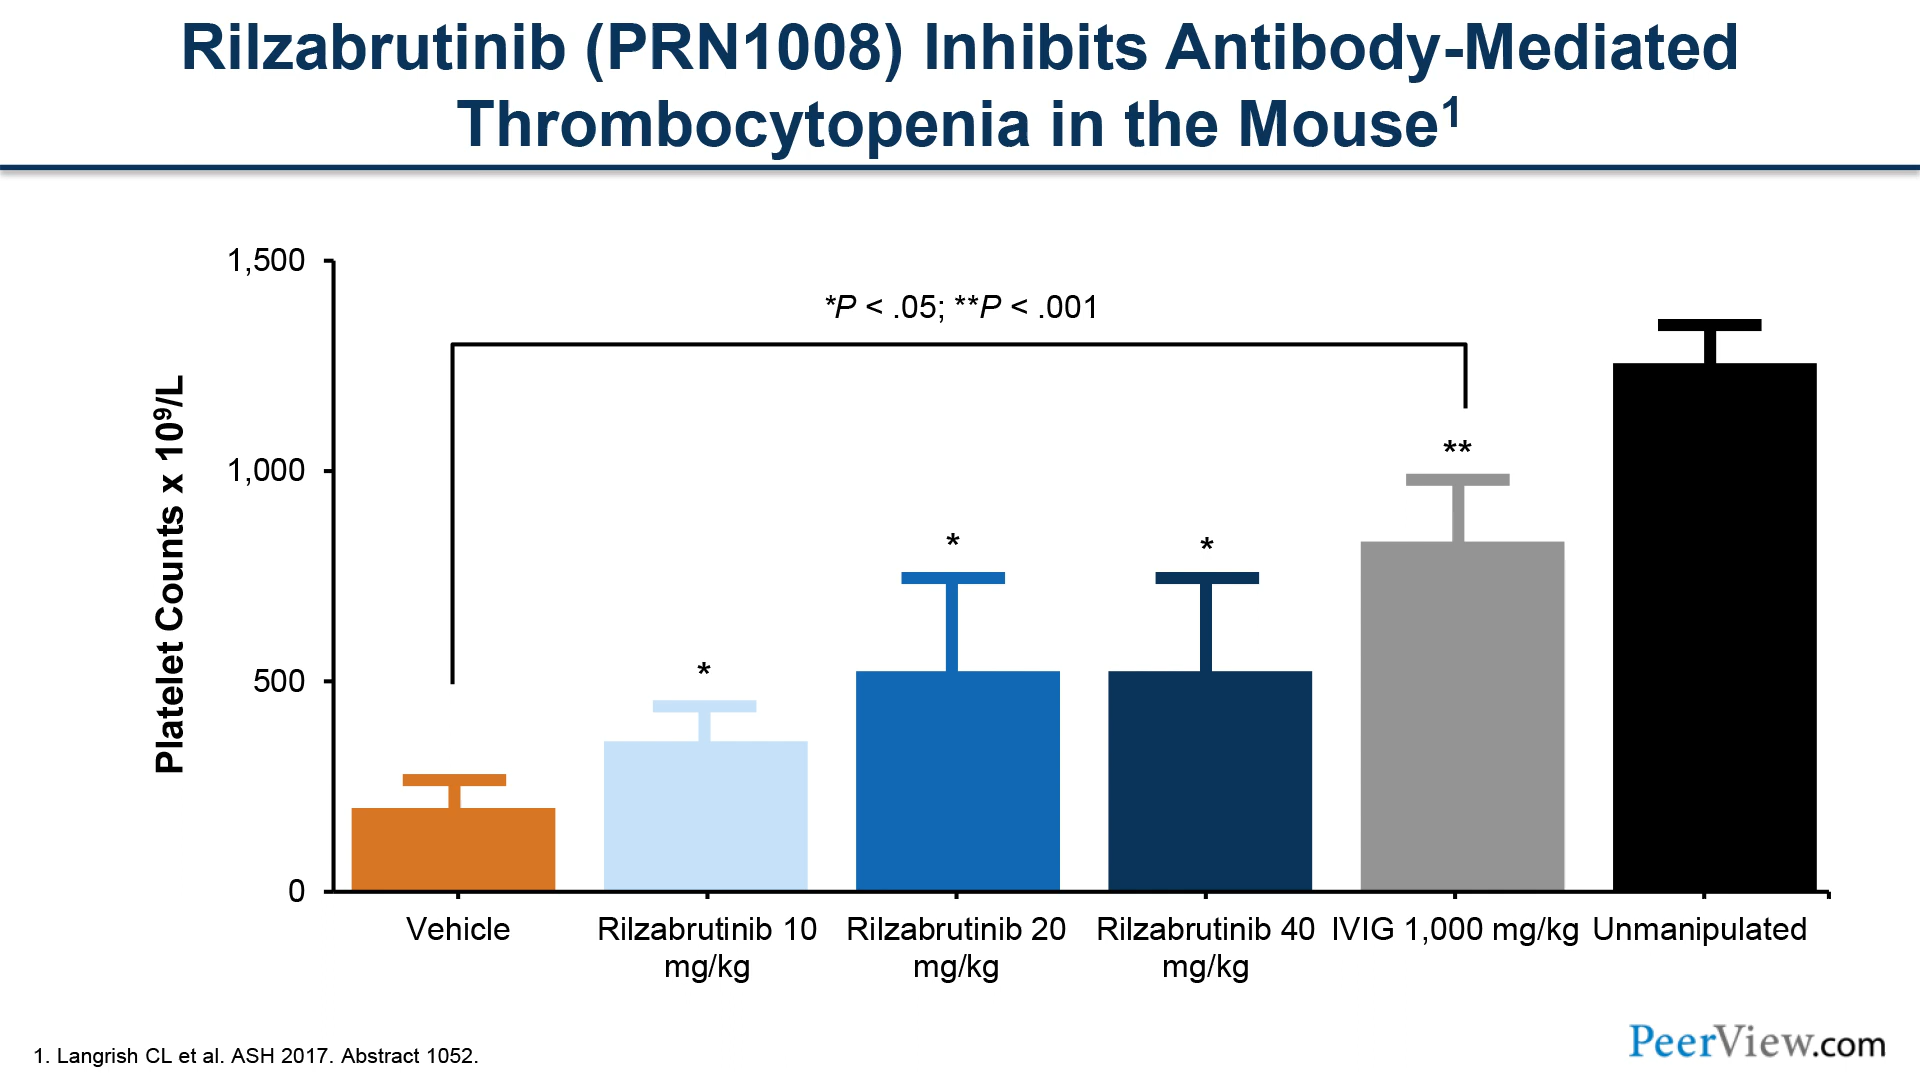 Rilzabrutinib (PRN1008) Inhibits Antibody-Mediated
Thrombocytopenia in the Mouse¹
Platelet Counts x 10⁹/L
1,500
1,000
500
0
*P < .05; **P < .001
*
*
*
**
Vehicle
Rilzabrutinib 10
mg/kg
Rilzabrutinib 20
mg/kg
Rilzabrutinib 40
mg/kg
IVIG 1,000 mg/kg
Unmanipulated
1. Langrish CL et al. ASH 2017. Abstract 1052.
PeerView.com